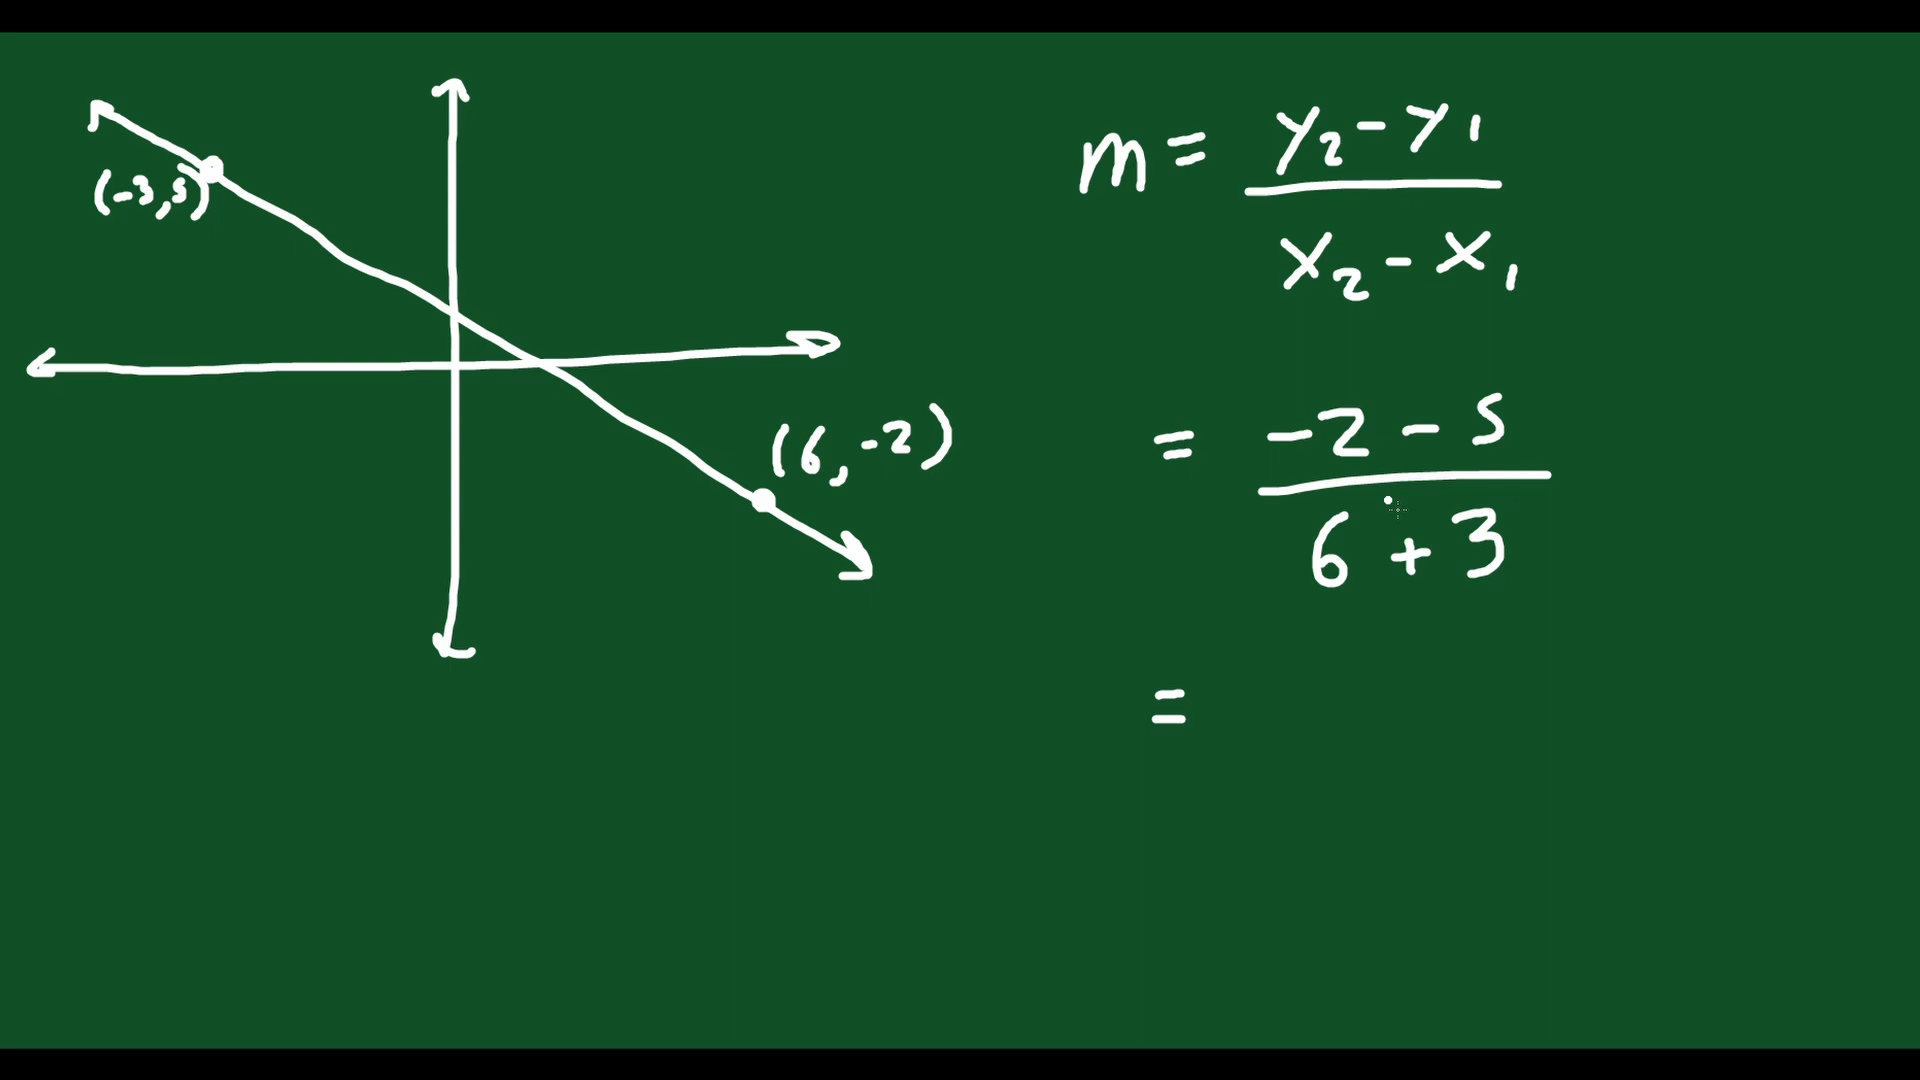 (-3,5)
(6,-2)
m = y₂-y₁
x₂-x₁
= -2-5
6+3
=